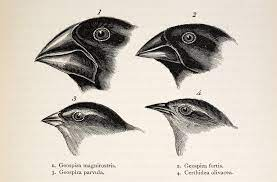 1
2
3
4
1. Geospiza magnirostris. 2. Geospiza fortis.
3. Geospiza parvula. 4. Certhidea olivacea.